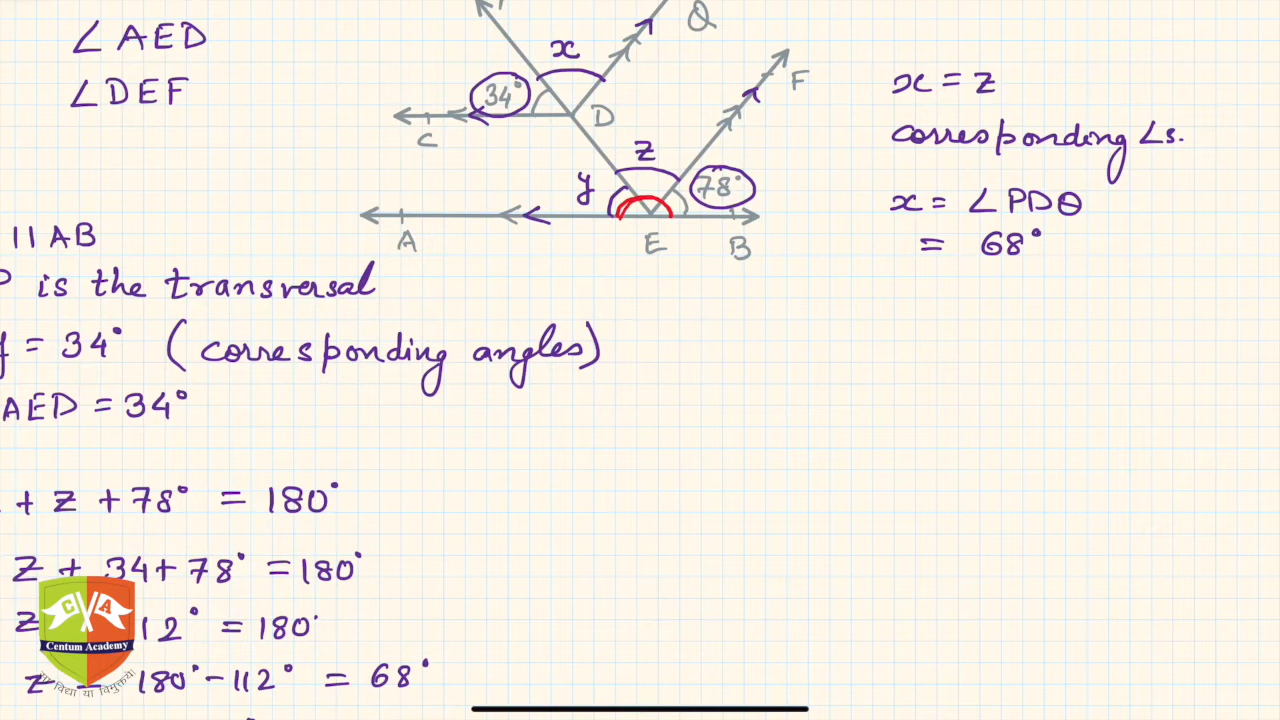 ∠AED
∠DEF
x
Q
34°
D
C
F
z
y
78°
A
E
B
x = z
corresponding ∠s.
x = ∠PDQ
= 68°
|| AB
is the transversal
= 34° (corresponding angles)
AED = 34°
+ z + 78° = 180°
z + 34 + 78° = 180°
z 12° = 180°
z = 180° - 112° = 68°
C A
Centum Academy
विद्या या विमुक्तये